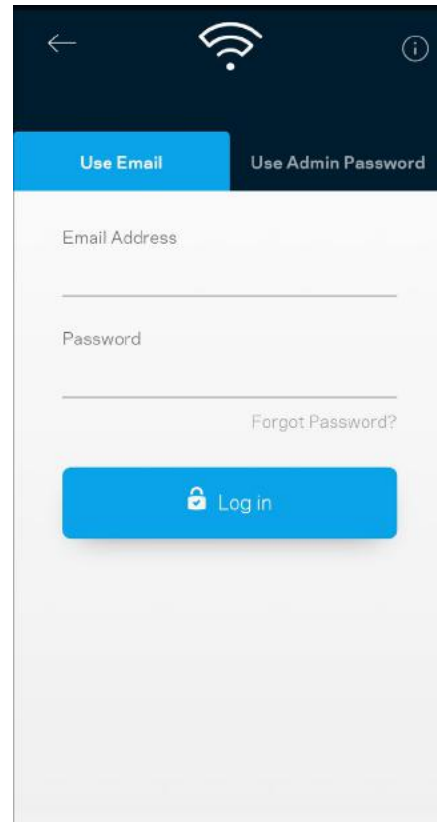 Use Email
Use Admin Password
Email Address
Password
Forgot Password?
Log in